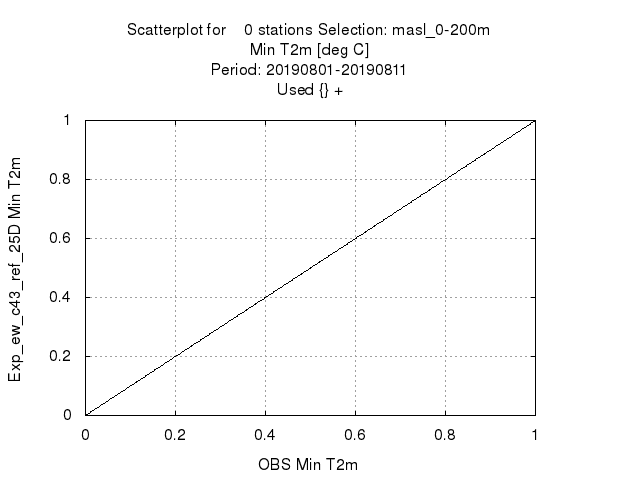 Scatterplot for    0 stations Selection: masl_0-200m
Min T2m [deg C]
Period: 20190801-20190811
Used {} +
1
0.8
0.6
0.4
0.2
0
Exp_ew_c43_ref_25D Min T2m
0 0.2 0.4 0.6 0.8 1
OBS Min T2m